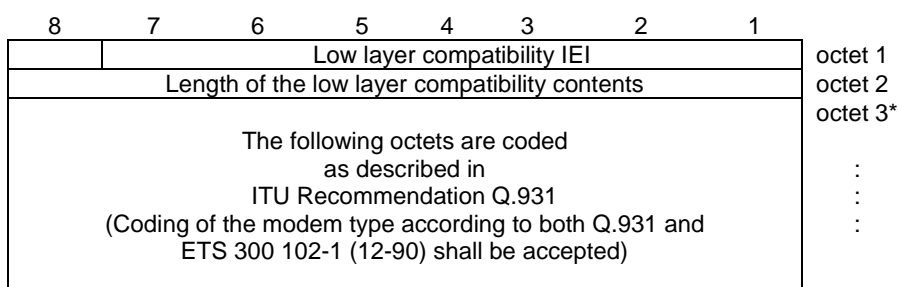 8 7 6 5 4 3 2 1
Low layer compatibility IEI octet 1
Length of the low layer compatibility contents octet 2
octet 3*
The following octets are coded
as described in :
ITU Recommendation Q.931 :
(Coding of the modem type according to both Q.931 and :
ETS 300 102-1 (12-90) shall be accepted)